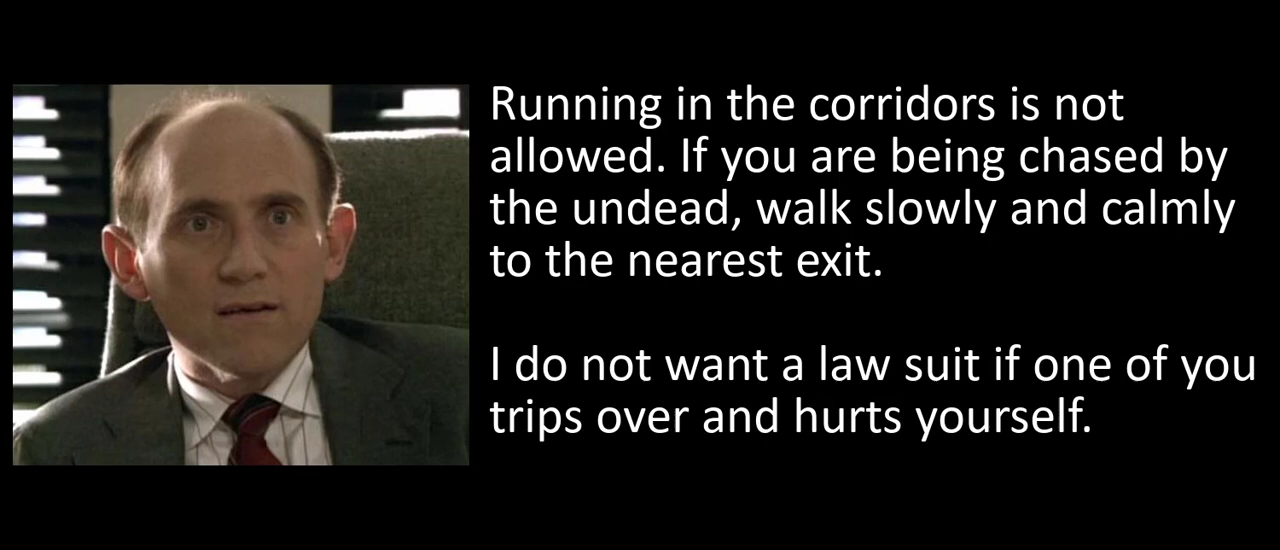 Running in the corridors is not
allowed. If you are being chased by
the undead, walk slowly and calmly
to the nearest exit.
I do not want a law suit if one of you
trips over and hurts yourself.